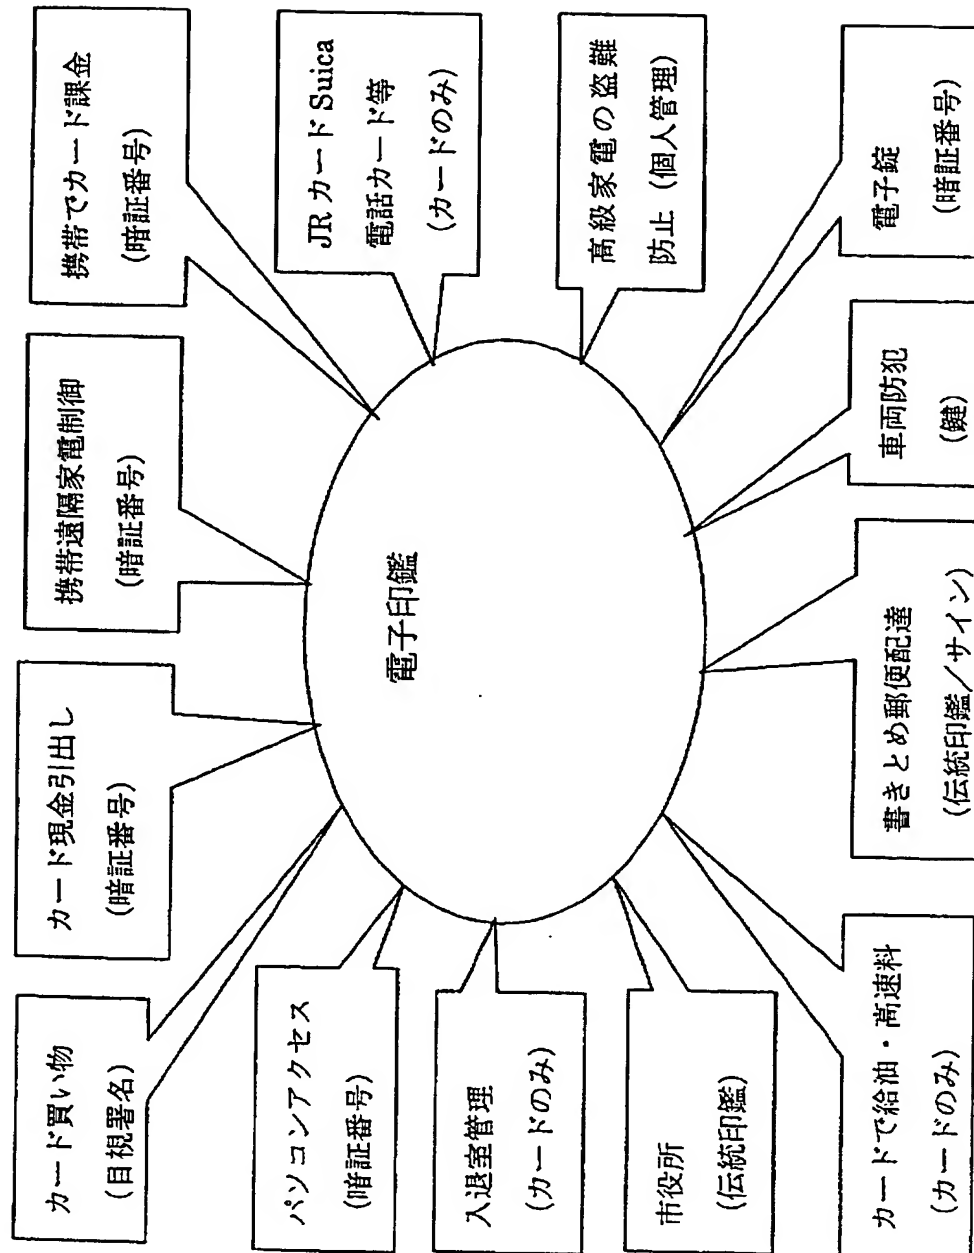 カード買い物
(目視署名)
カード現金引出し
(暗証番号)
携帯遠隔家電制御
(暗証番号)
携帯でカード課金
(暗証番号)
パソコンアクセス
(暗証番号)
JR カード Suica
電話カード等
(カードのみ)
入退室管理
(カードのみ)
電子印鑑
高級家電の盗難
防止 (個人管理)
市役所
(伝統印鑑)
カードで給油・高速料
(カードのみ)
書きとめ郵便配達
(伝統印鑑/サイン)
車両防犯
(鍵)
電子錠
(暗証番号)